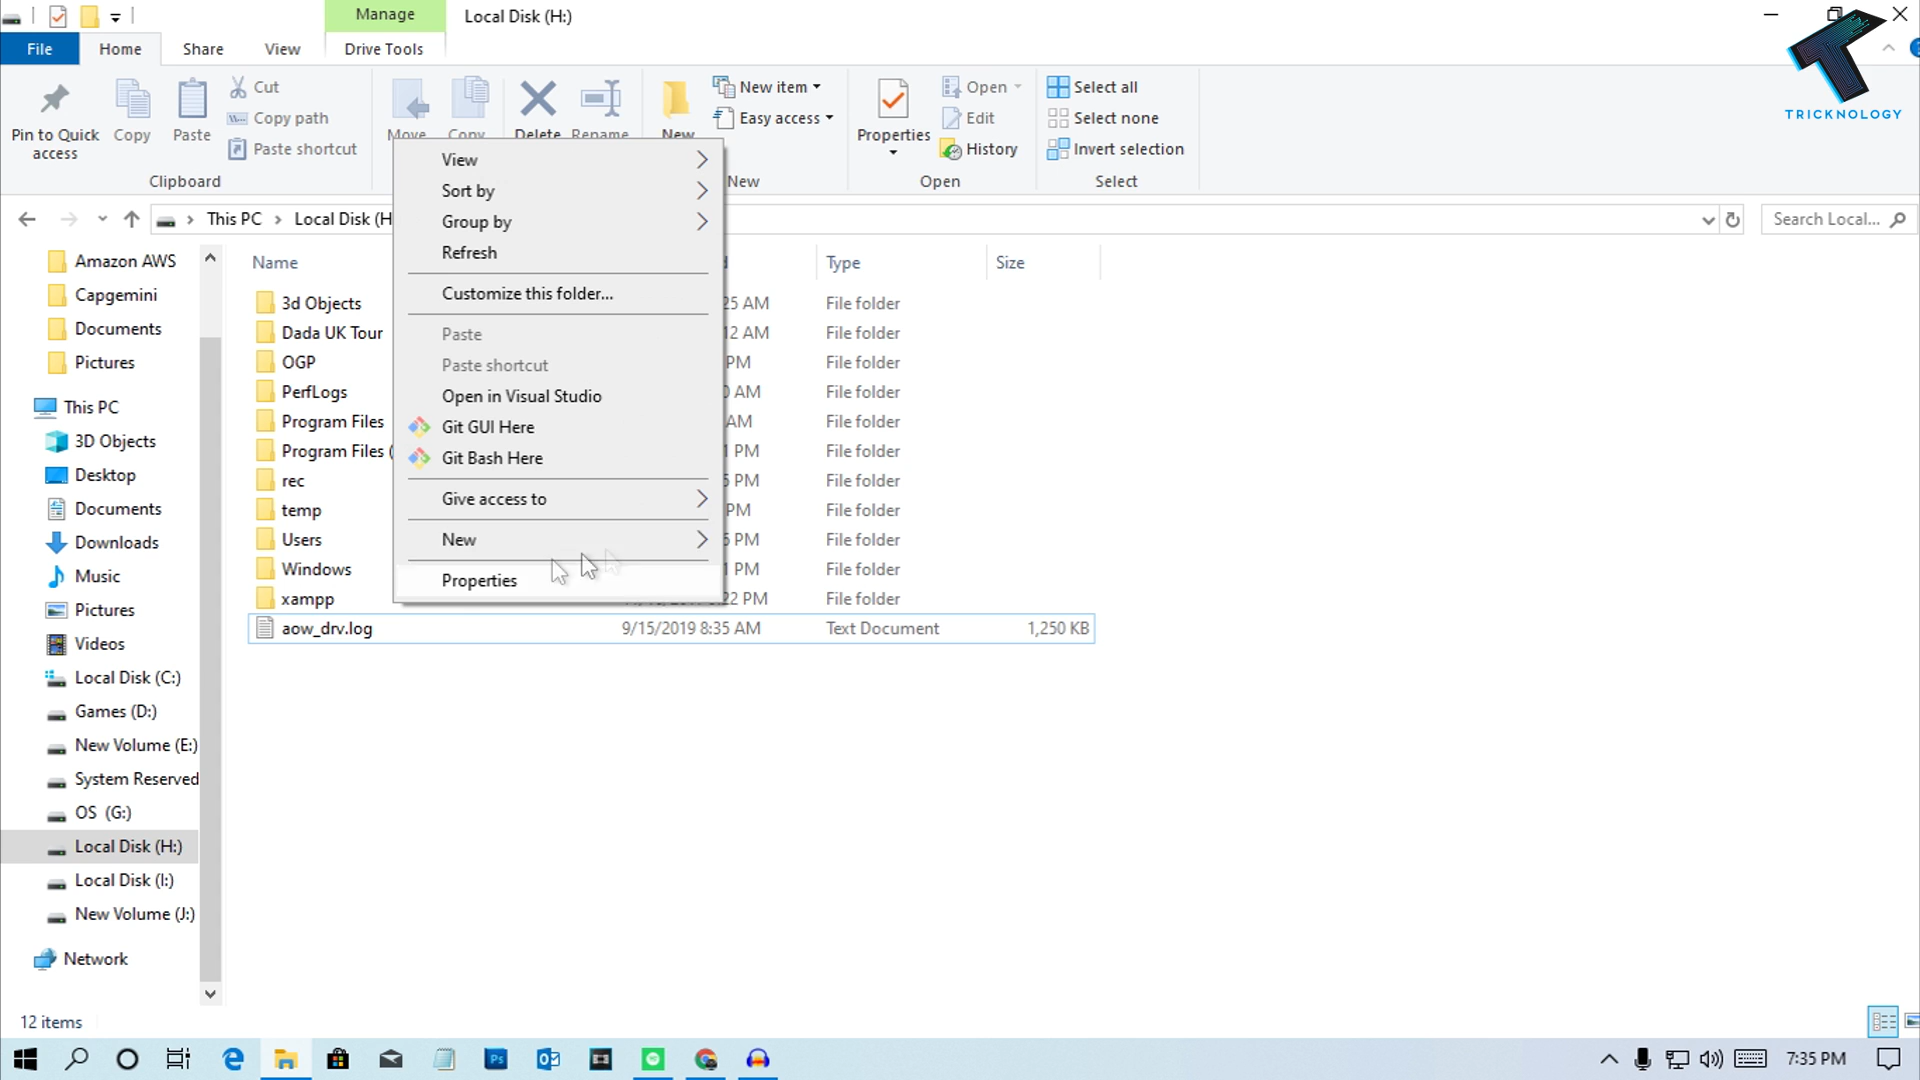 Manage
Local Disk (H:)
File
Home
Share
View
Drive Tools
TRICKNOLOGY
Pin to Quick access
Copy
Paste
Cut
Copy path
Paste shortcut
Clipboard
Move
Copy
Delete
Rename
New
New item
Easy access
New
Properties
Open
Edit
History
Open
Select all
Select none
Invert selection
Select
This PC
Local Disk (H
Search Local...
Amazon AWS
Capgemini
Documents
Pictures
This PC
3D Objects
Desktop
Documents
Downloads
Music
Pictures
Videos
Local Disk (C:)
Games (D:)
New Volume (E:)
System Reserved
OS (G:)
Local Disk (H:)
Local Disk (I:)
New Volume (J:)
Network
Name
Type
Size
3d Objects 25 AM File folder
Dada UK Tour 12 AM File folder
OGP PM File folder
PerfLogs 0 AM File folder
Program Files AM File folder
Program Files ( 1 PM File folder
rec 5 PM File folder
temp PM File folder
Users 5 PM File folder
Windows 1 PM File folder
xampp 22 PM File folder
aow_drv.log 9/15/2019 8:35 AM Text Document 1,250 KB
View
Sort by
Group by
Refresh
Customize this folder...
Paste
Paste shortcut
Open in Visual Studio
Git GUI Here
Git Bash Here
Give access to
New
Properties
12 items
7:35 PM